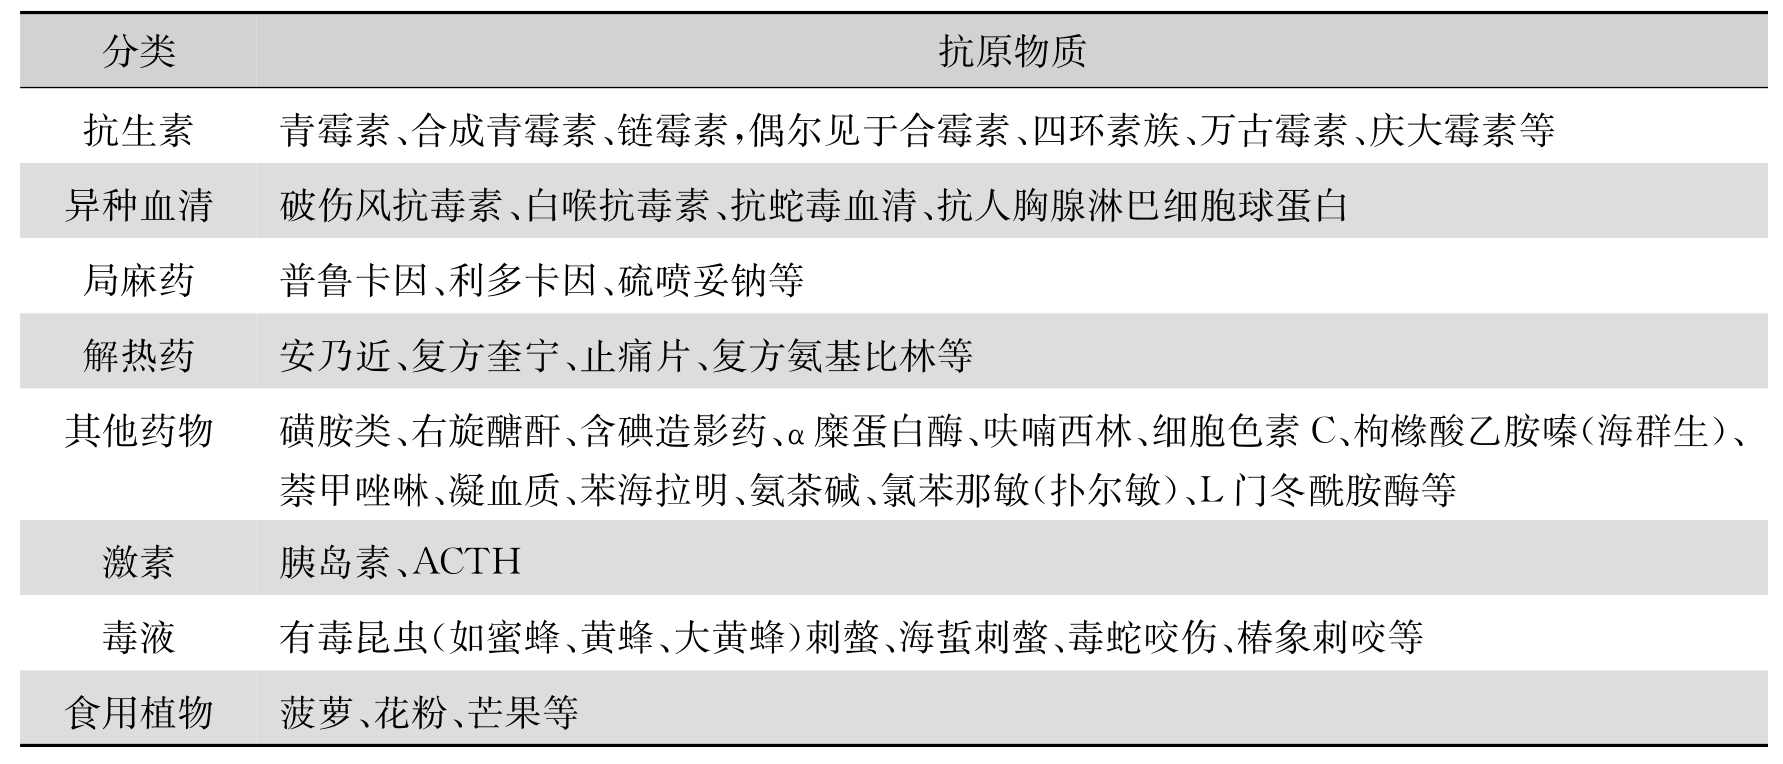 分类 抗原物质
抗生素 青霉素、合成青霉素、链霉素,偶尔见于合霉素、四环素族、万古霉素、庆大霉素等
异种血清 破伤风抗毒素、白喉抗毒素、抗蛇毒血清、抗人胸腺淋巴细胞球蛋白
局麻药 普鲁卡因、利多卡因、硫喷妥钠等
解热药 安乃近、复方奎宁、止痛片、复方氨基比林等
其他药物 磺胺类、右旋醣酐、含碘造影药、α糜蛋白酶、呋喃西林、细胞色素C、枸橼酸乙胺嗪(海群生)、
萘甲唑啉、凝血质、苯海拉明、氨茶碱、氯苯那敏(扑尔敏)、L门冬酰胺酶等
激素 胰岛素、ACTH
毒液 有毒昆虫(如蜜蜂、黄蜂、大黄蜂)刺螫、海蜇刺螫、毒蛇咬伤、椿象刺咬等
食用植物 菠萝、花粉、芒果等